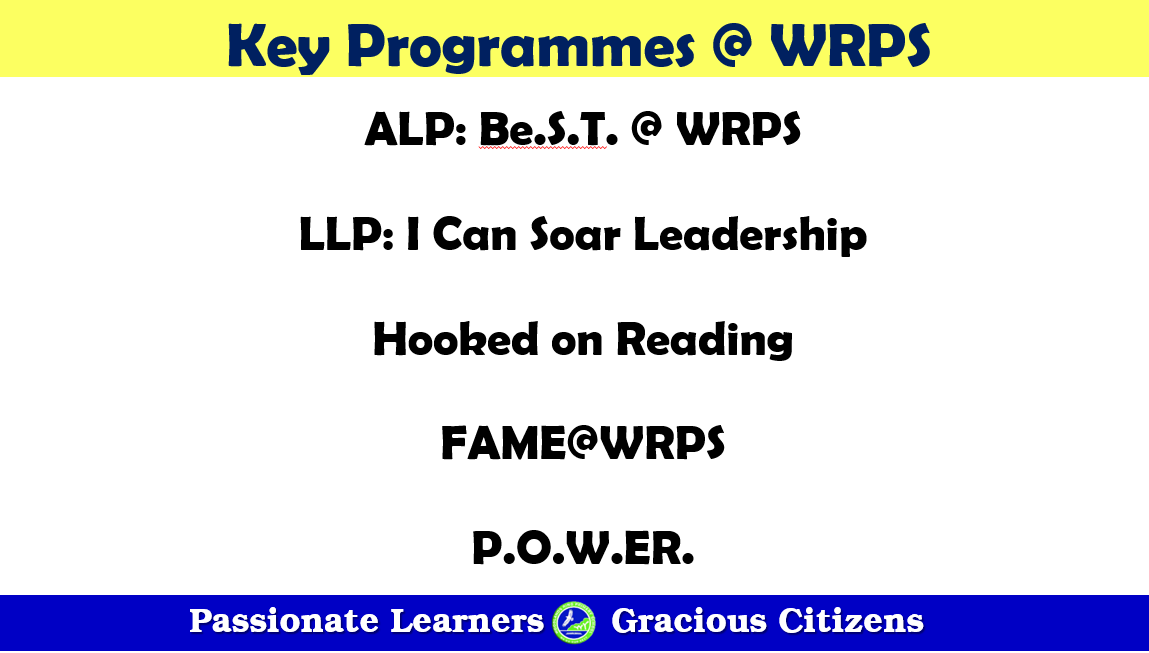 Key Programmes @ WRPS
ALP: Be.S.T. @ WRPS
LLP: I Can Soar Leadership
Hooked on Reading
FAME@WRPS
P.O.W.ER.
Passionate Learners Gracious Citizens